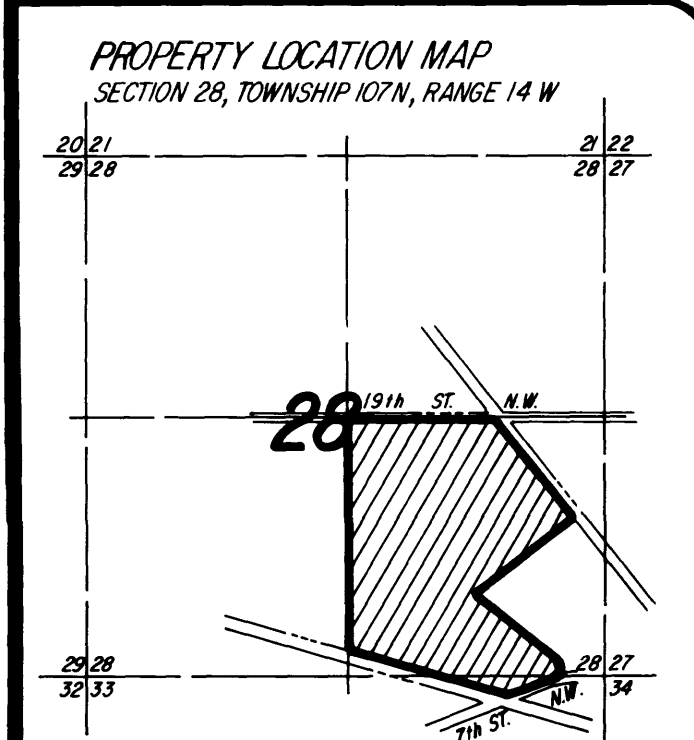 PROPERTY LOCATION MAP
SECTION 28, TOWNSHIP 107N, RANGE 14 W
20 21
29 28
21 22
28 27
28
19th ST. N.W.
29 28
32 33
28 27
34
7th ST. N.W.